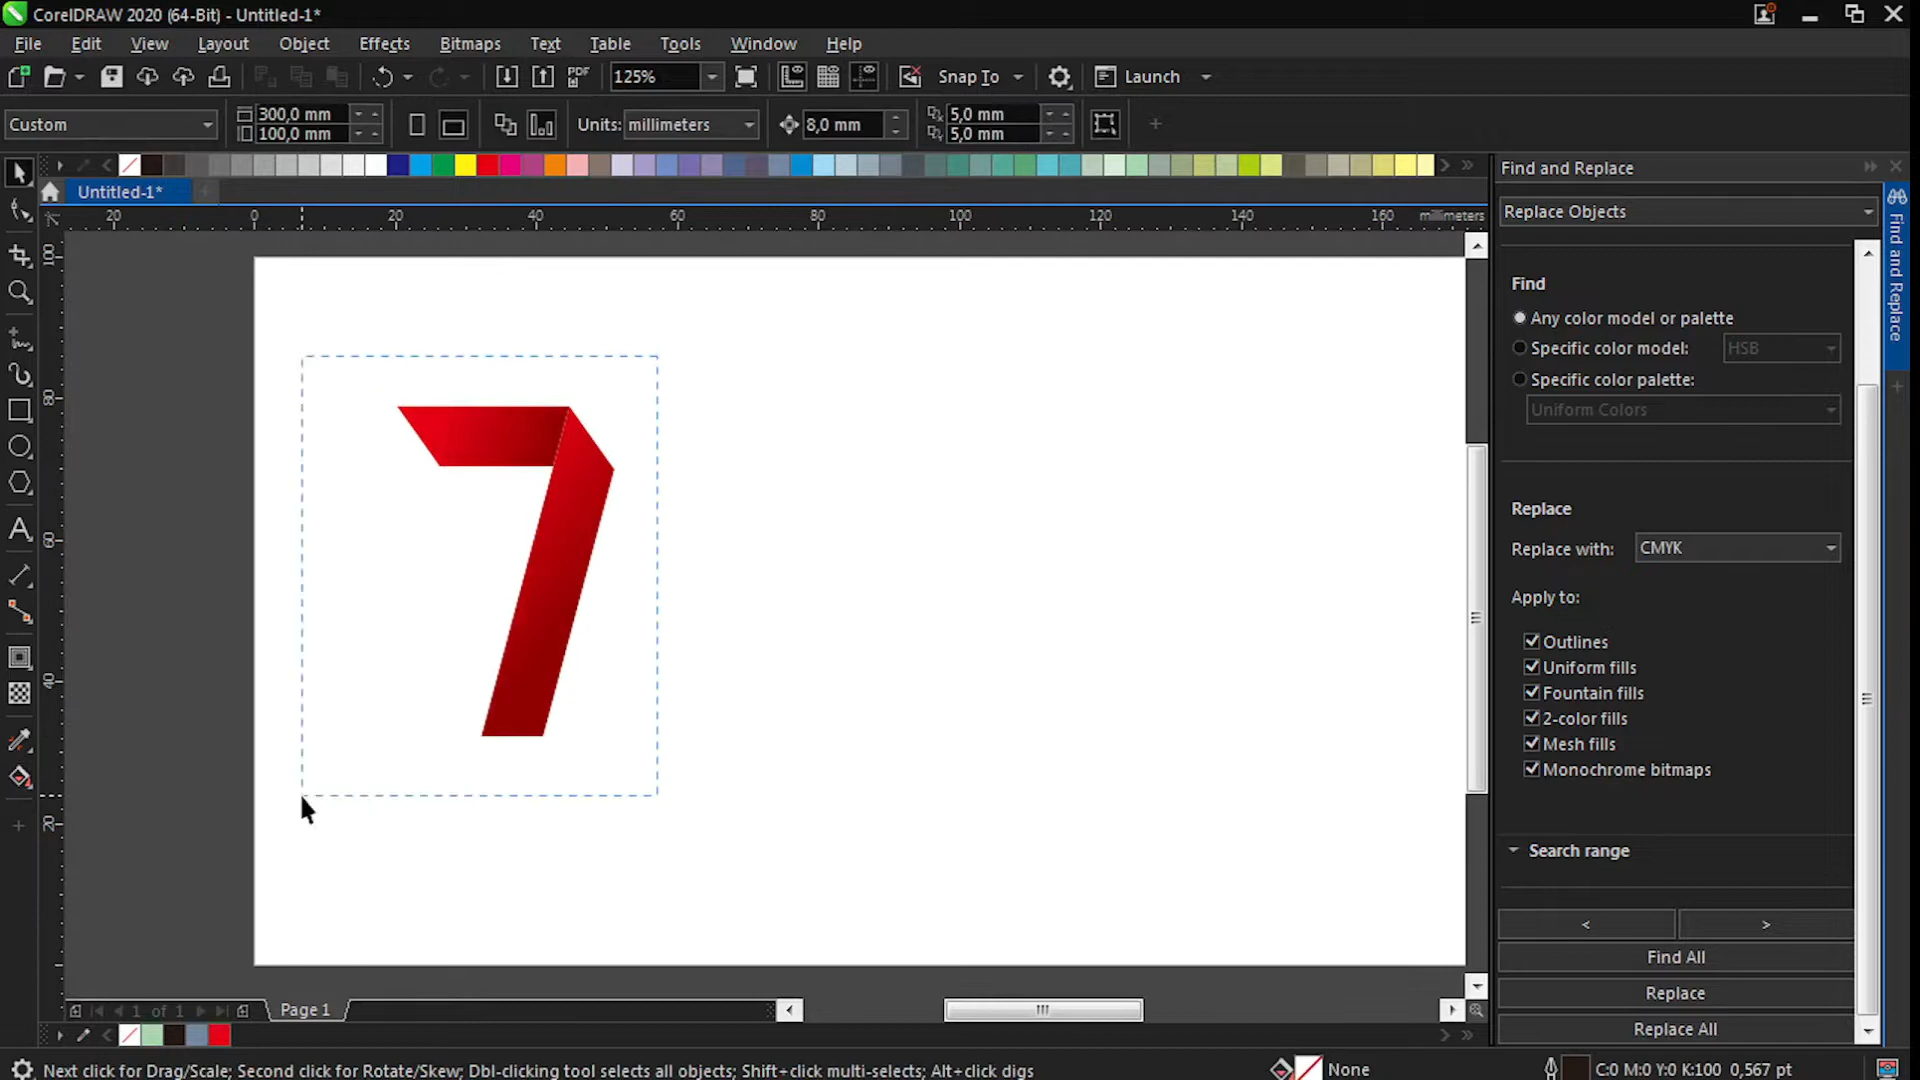 CorelDRAW 2020 (64-Bit) - Untitled-1*
File Edit View Layout Object Effects Bitmaps Text Table Tools Window Help
PDF 125% Snap To Launch
Custom 300,0 mm 100,0 mm Units: millimeters 8,0 mm 5,0 mm 5,0 mm
Untitled-1*
Find and Replace
20 0 20 40 60 80 100 120 140 160 millimeters
100
80
60
40
20
7
Replace Objects
Find
Any color model or palette
Specific color model: HSB
Specific color palette:
Uniform Colors
Replace
Replace with: CMYK
Apply to:
Outlines
Uniform fills
Fountain fills
2-color fills
Mesh fills
Monochrome bitmaps
Search range
< >
Find All
Replace
Replace All
Find and Replace
1 of 1 Page 1
Next click for Drag/Scale; Second click for Rotate/Skew; Dbl-clicking tool selects all objects; Shift+click multi-selects; Alt+click digs None C:0 M:0 Y:0 K:100 0,567 pt